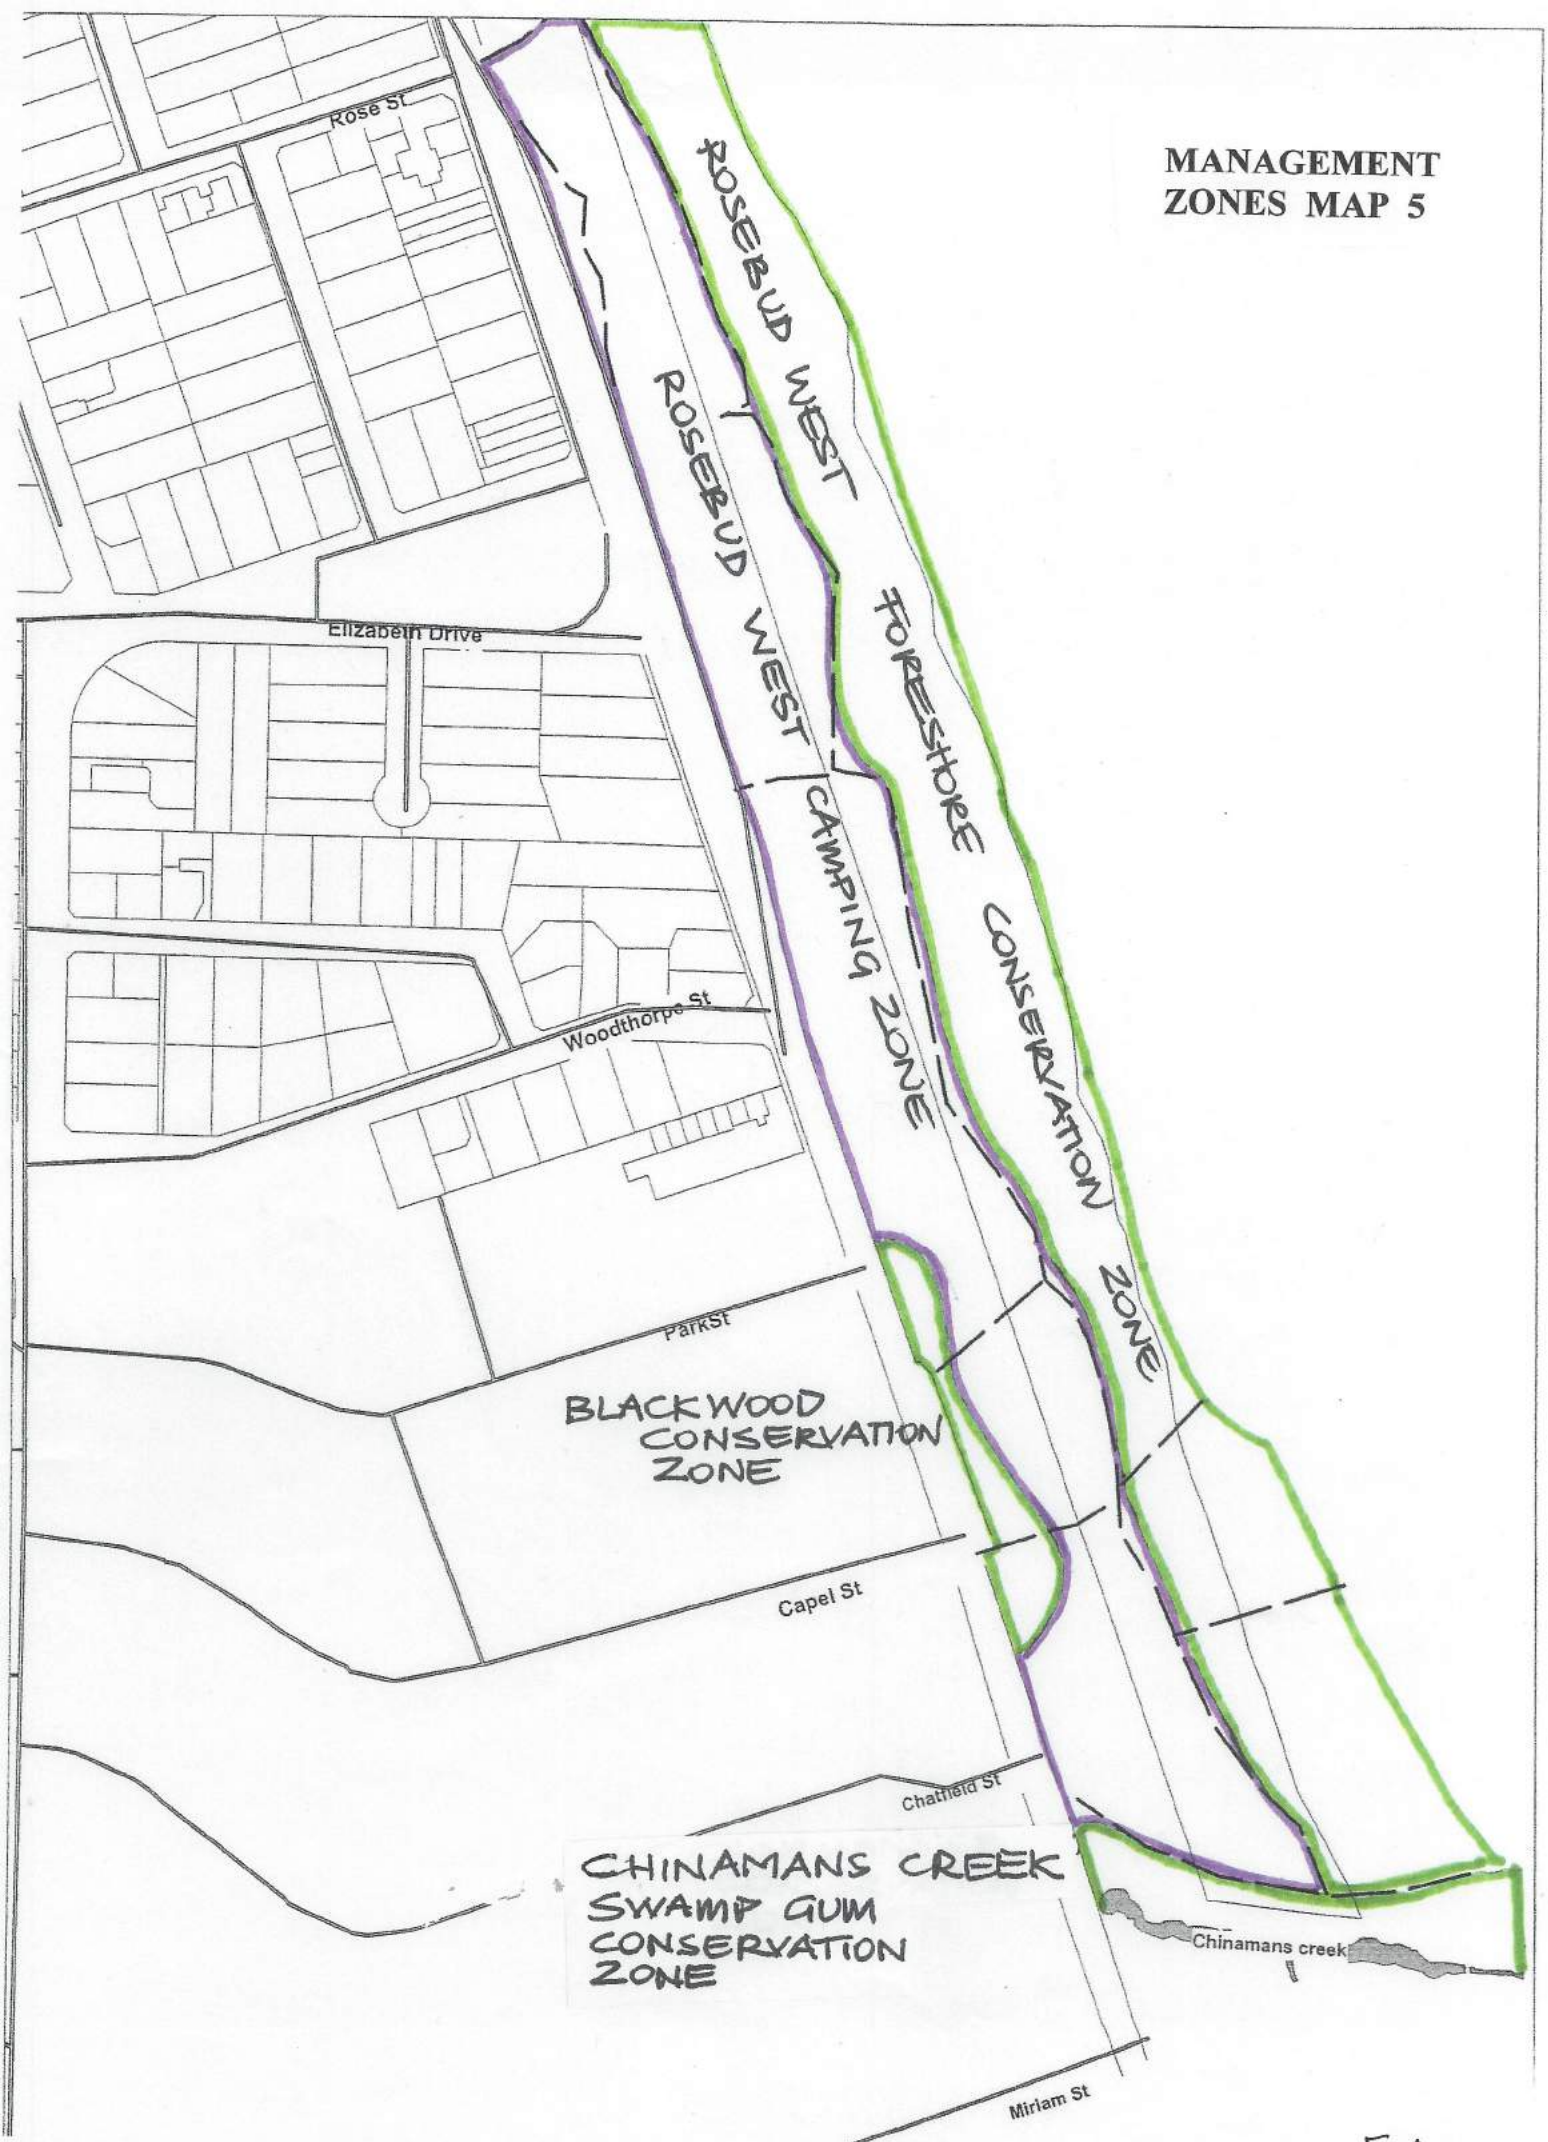 MANAGEMENT
ZONES MAP 5
Rose St
ROSEBUD WEST FORESHORE CONSERVATION ZONE
ROSEBUD WEST CAMPING ZONE
Elizabeth Drive
Woodthorpe St
ParkSt
BLACKWOOD
CONSERVATION
ZONE
Capel St
Chatfield St
CHINAMANS CREEK
SWAMP GUM
CONSERVATION
ZONE
Chinamans creek
Miriam St